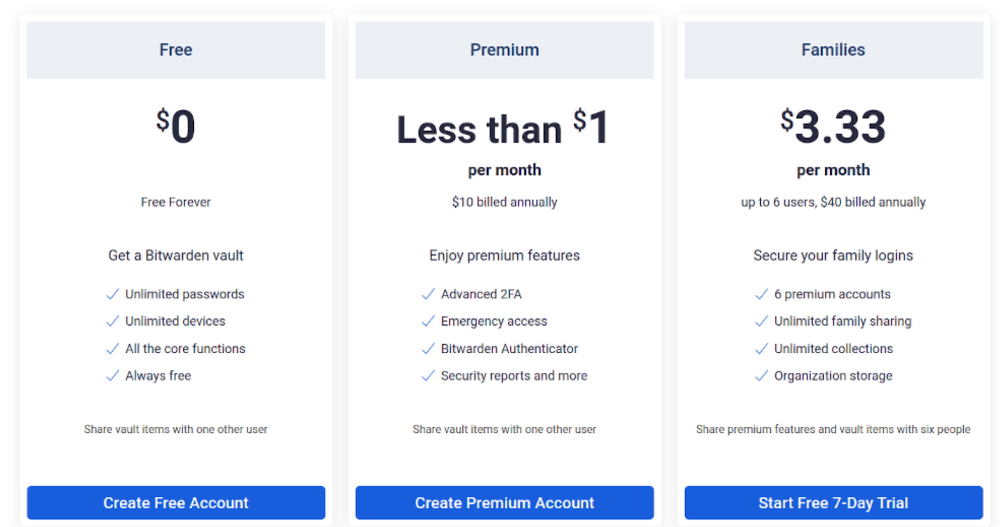 Free
$0
Free Forever
Get a Bitwarden vault
Unlimited passwords
Unlimited devices
All the core functions
Always free
Share vault items with one other user
Create Free Account
Premium
Less than $1
per month
$10 billed annually
Enjoy premium features
Advanced 2FA
Emergency access
Bitwarden Authenticator
Security reports and more
Share vault items with one other user
Create Premium Account
Families
$3.33
per month
up to 6 users, $40 billed annually
Secure your family logins
6 premium accounts
Unlimited family sharing
Unlimited collections
Organization storage
Share premium features and vault items with six people
Start Free 7-Day Trial